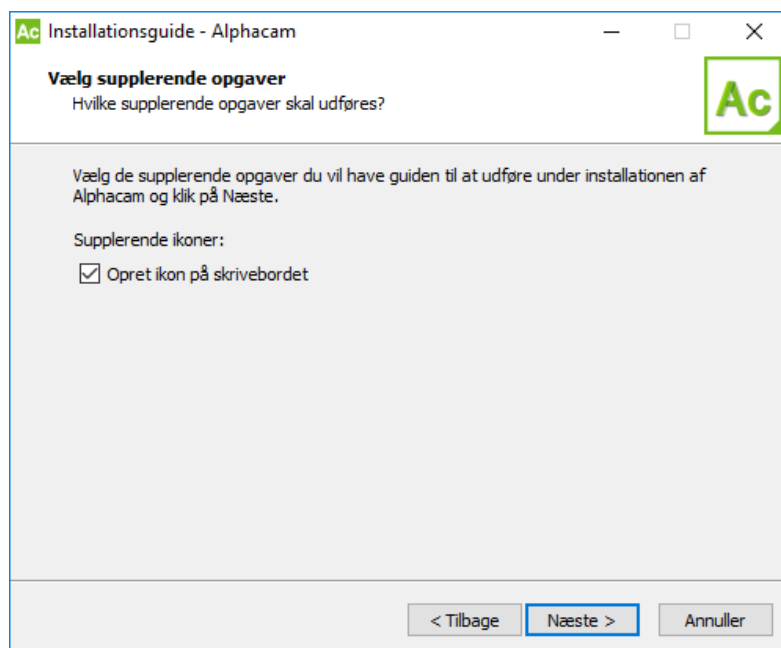 Ac Installationsguide - Alphacam
Vælg supplerende opgaver
Hvilke supplerende opgaver skal udføres?
Ac
Vælg de supplerende opgaver du vil have guiden til at udføre under installationen af
Alphacam og klik på Næste.
Supplerende ikoner:
Opret ikon på skrivebordet
< Tilbage
Næste >
Annuller